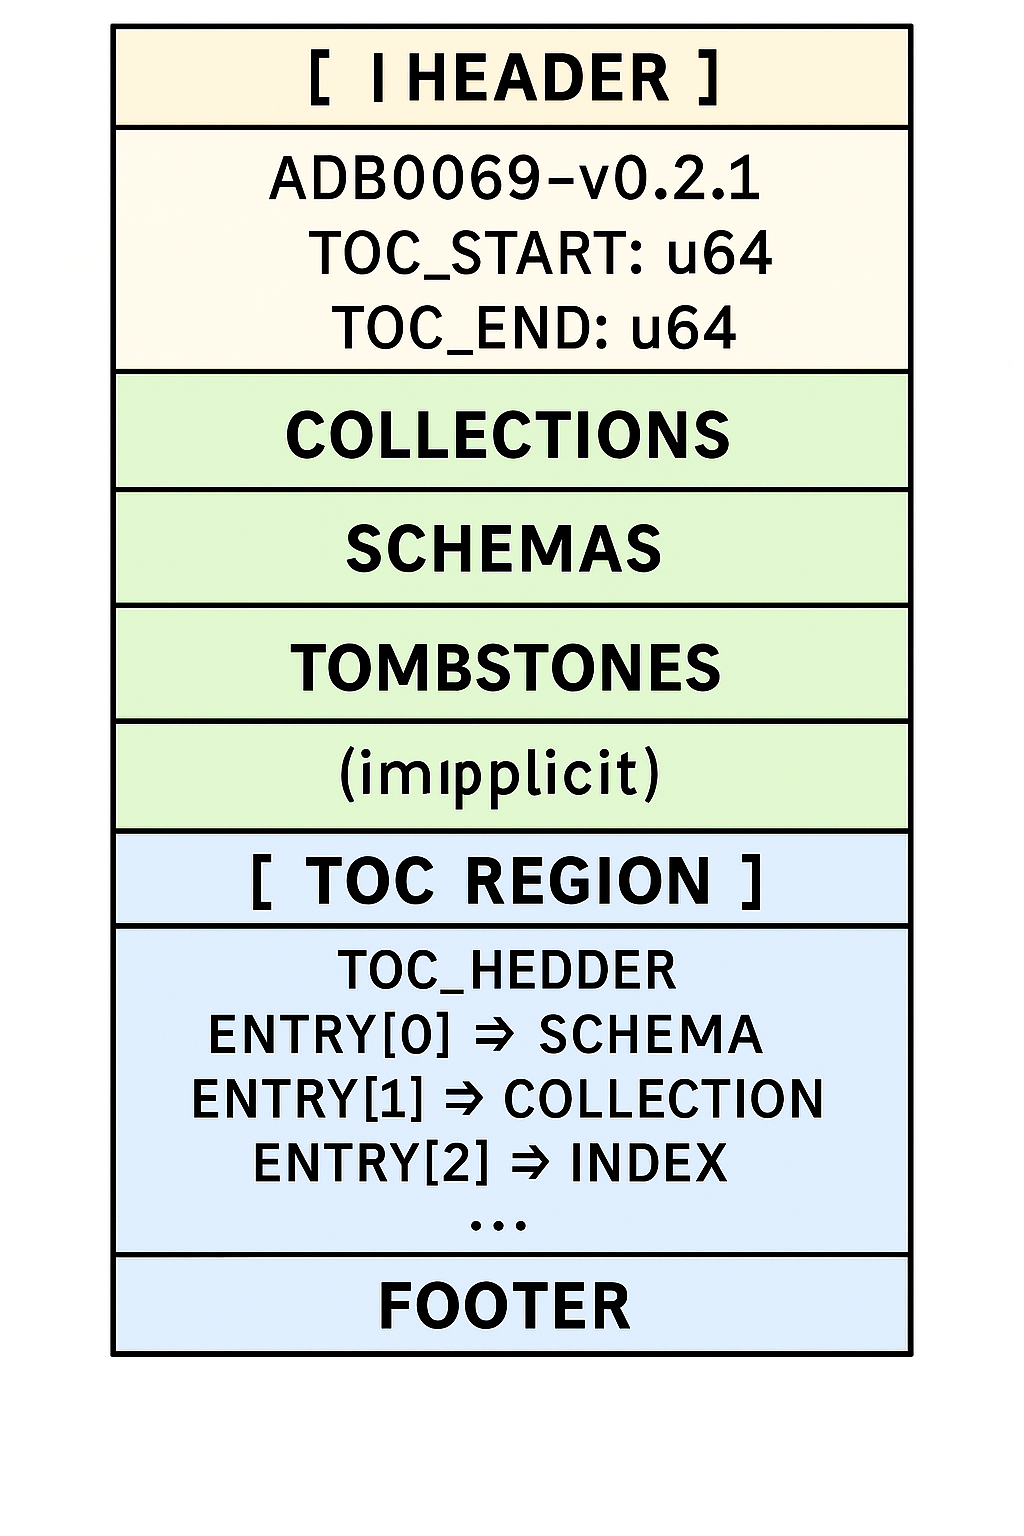 [ I HEADER ]
ADB0069-v0.2.1
TOC_START: u64
TOC_END: u64
COLLECTIONS
SCHEMAS
TOMBSTONES
(imıpplicit)
[ TOC REGION ]
TOC_HEDDER
ENTRY[0] ⇒ SCHEMA
ENTRY[1] ⇒ COLLECTION
ENTRY[2] ⇒ INDEX
...
FOOTER